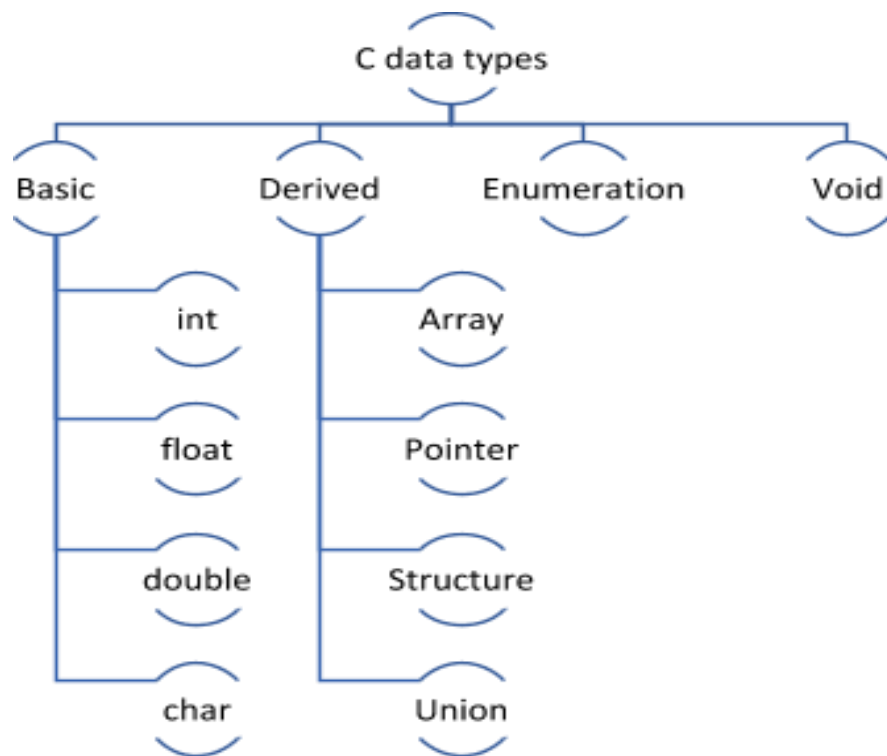 C data types
Basic
Derived
Enumeration
Void
int
Array
float
Pointer
double
Structure
char
Union